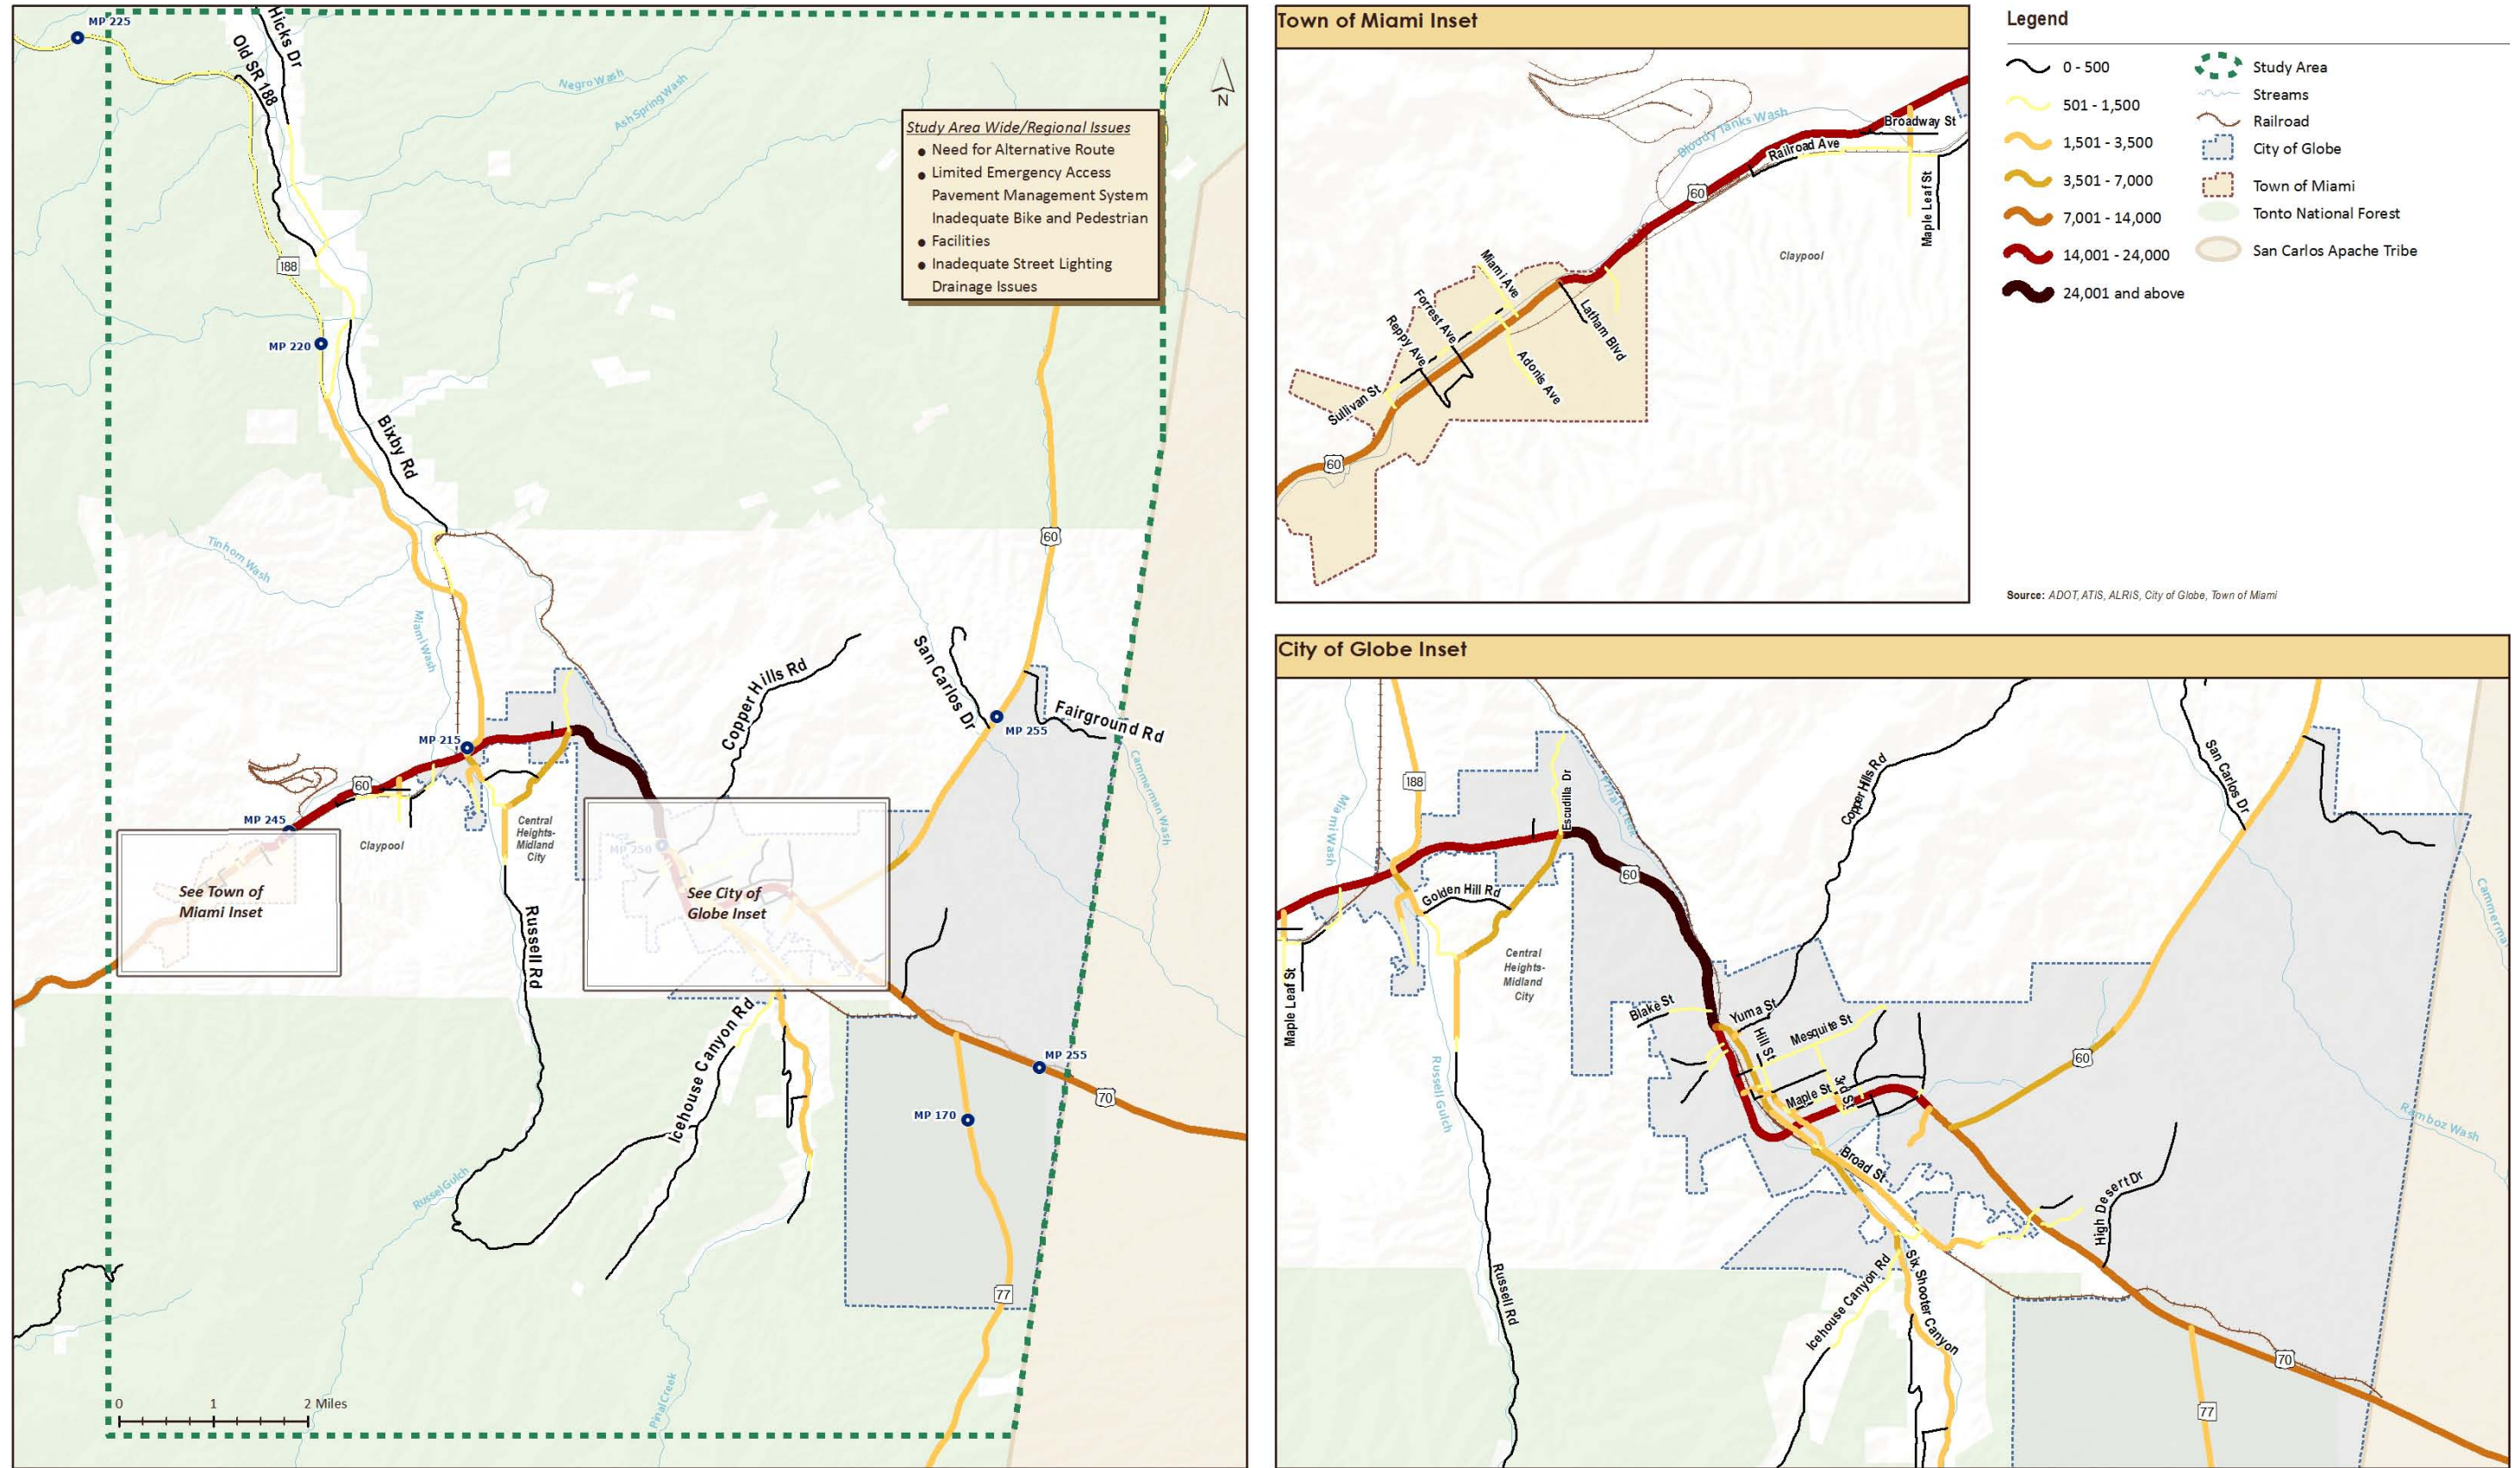 MP 225
Hicks Dr
Old SR 188
Negro Wash
Ash Spring Wash
N
Study Area Wide/Regional Issues
● Need for Alternative Route
● Limited Emergency Access
Pavement Management System
Inadequate Bike and Pedestrian
● Facilities
● Inadequate Street Lighting
Drainage Issues
188
MP 220
Bixby Rd
60
Tinhorn Wash
Miami Wash
Copper Hills Rd
San Carlos Dr
Fairground Rd
MP 215
MP 255
Cammerman Wash
60
MP 245
Claypool
Central
Heights-
Midland
City
MP 250
See Town of
Miami Inset
See City of
Globe Inset
Russell Rd
Icehouse Canyon Rd
MP 255
70
MP 170
Russel Gulch
77
Pinal Creek
0 1 2 Miles
Town of Miami Inset
Bloody Tanks Wash
Broadway St
Railroad Ave
60
Maple Leaf St
Claypool
Miami Ave
Forrest Ave
Reppy Ave
Latham Blvd
Adonis Ave
Sullivan St
60
Legend
0 - 500
501 - 1,500
1,501 - 3,500
3,501 - 7,000
7,001 - 14,000
14,001 - 24,000
24,001 and above
Study Area
Streams
Railroad
City of Globe
Town of Miami
Tonto National Forest
San Carlos Apache Tribe
Source: ADOT, ATIS, ALRIS, City of Globe, Town of Miami
City of Globe Inset
188
Miami Wash
Escudilla Dr
Pinal Creek
Copper Hills Rd
San Carlos Dr
60
Golden Hill Rd
Cammerma
Central
Heights-
Midland
City
Maple Leaf St
Blake St
Yuma St
Hill St
Mesquite St
60
Russell Gulch
Maple St
3rd St
Ramboz Wash
Broad St
High Desert Dr
Icehouse Canyon Rd
Six Shooter Canyon
Russell Rd
70
77